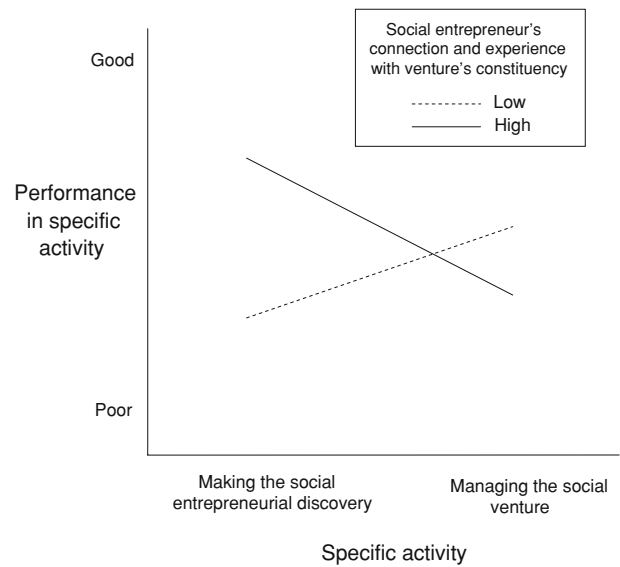 Social entrepreneur's
connection and experience
with venture's constituency
Low
High
Good
Performance
in specific
activity
Poor
Making the social
entrepreneurial discovery
Managing the social
venture
Specific activity